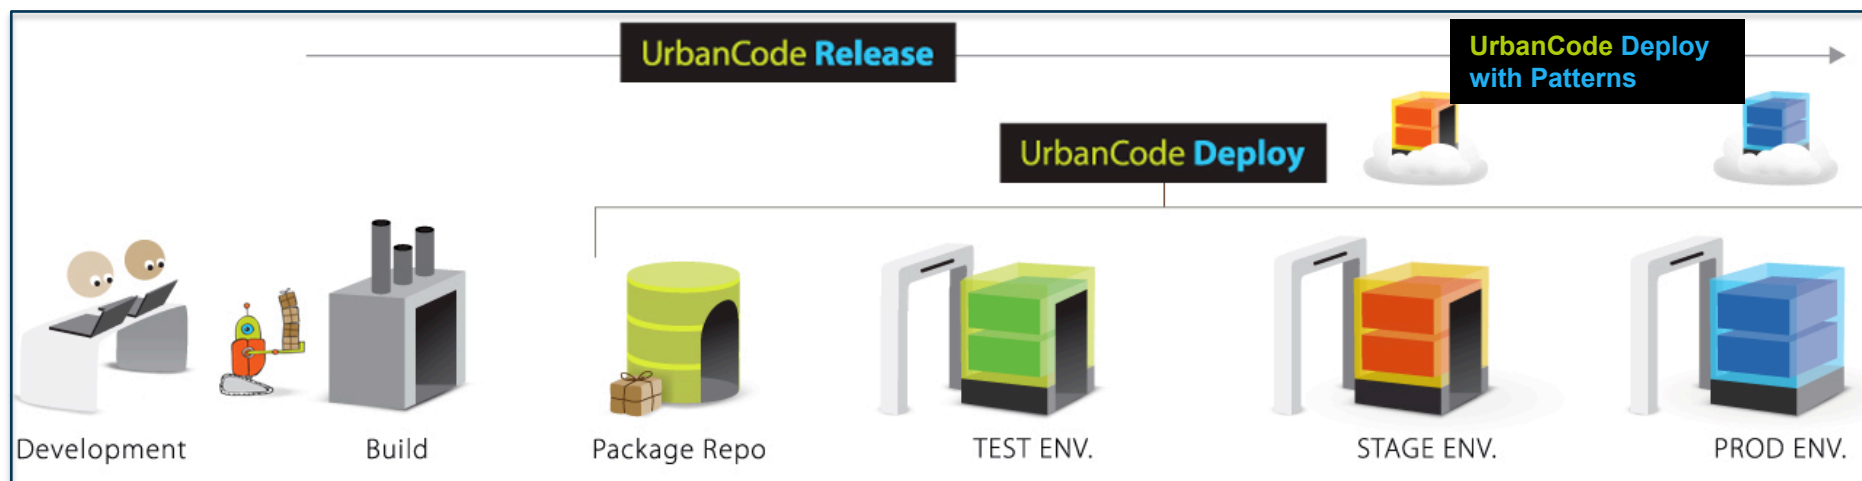 UrbanCode Release
UrbanCode Deploy
with Patterns
UrbanCode Deploy
Development
Build
Package Repo
TEST ENV.
STAGE ENV.
PROD ENV.